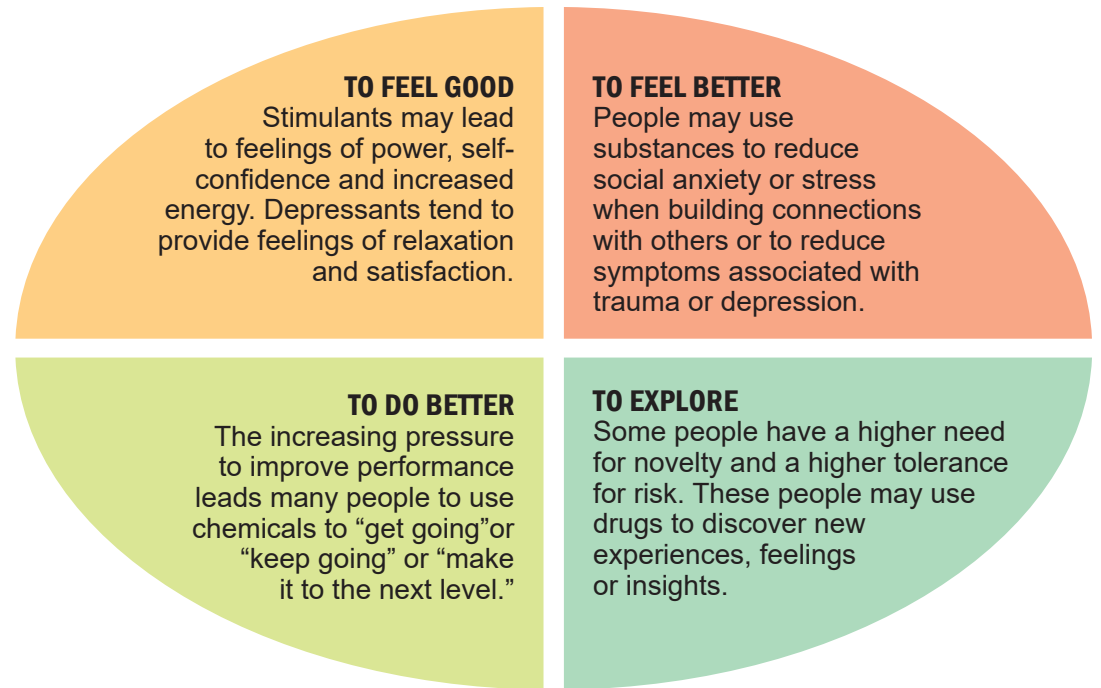 TO FEEL GOOD
Stimulants may lead
to feelings of power, self-
confidence and increased
energy. Depressants tend to
provide feelings of relaxation
and satisfaction.
TO FEEL BETTER
People may use
substances to reduce
social anxiety or stress
when building connections
with others or to reduce
symptoms associated with
trauma or depression.
TO DO BETTER
The increasing pressure
to improve performance
leads many people to use
chemicals to “get going”or
“keep going” or “make
it to the next level.”
TO EXPLORE
Some people have a higher need
for novelty and a higher tolerance
for risk. These people may use
drugs to discover new
experiences, feelings
or insights.